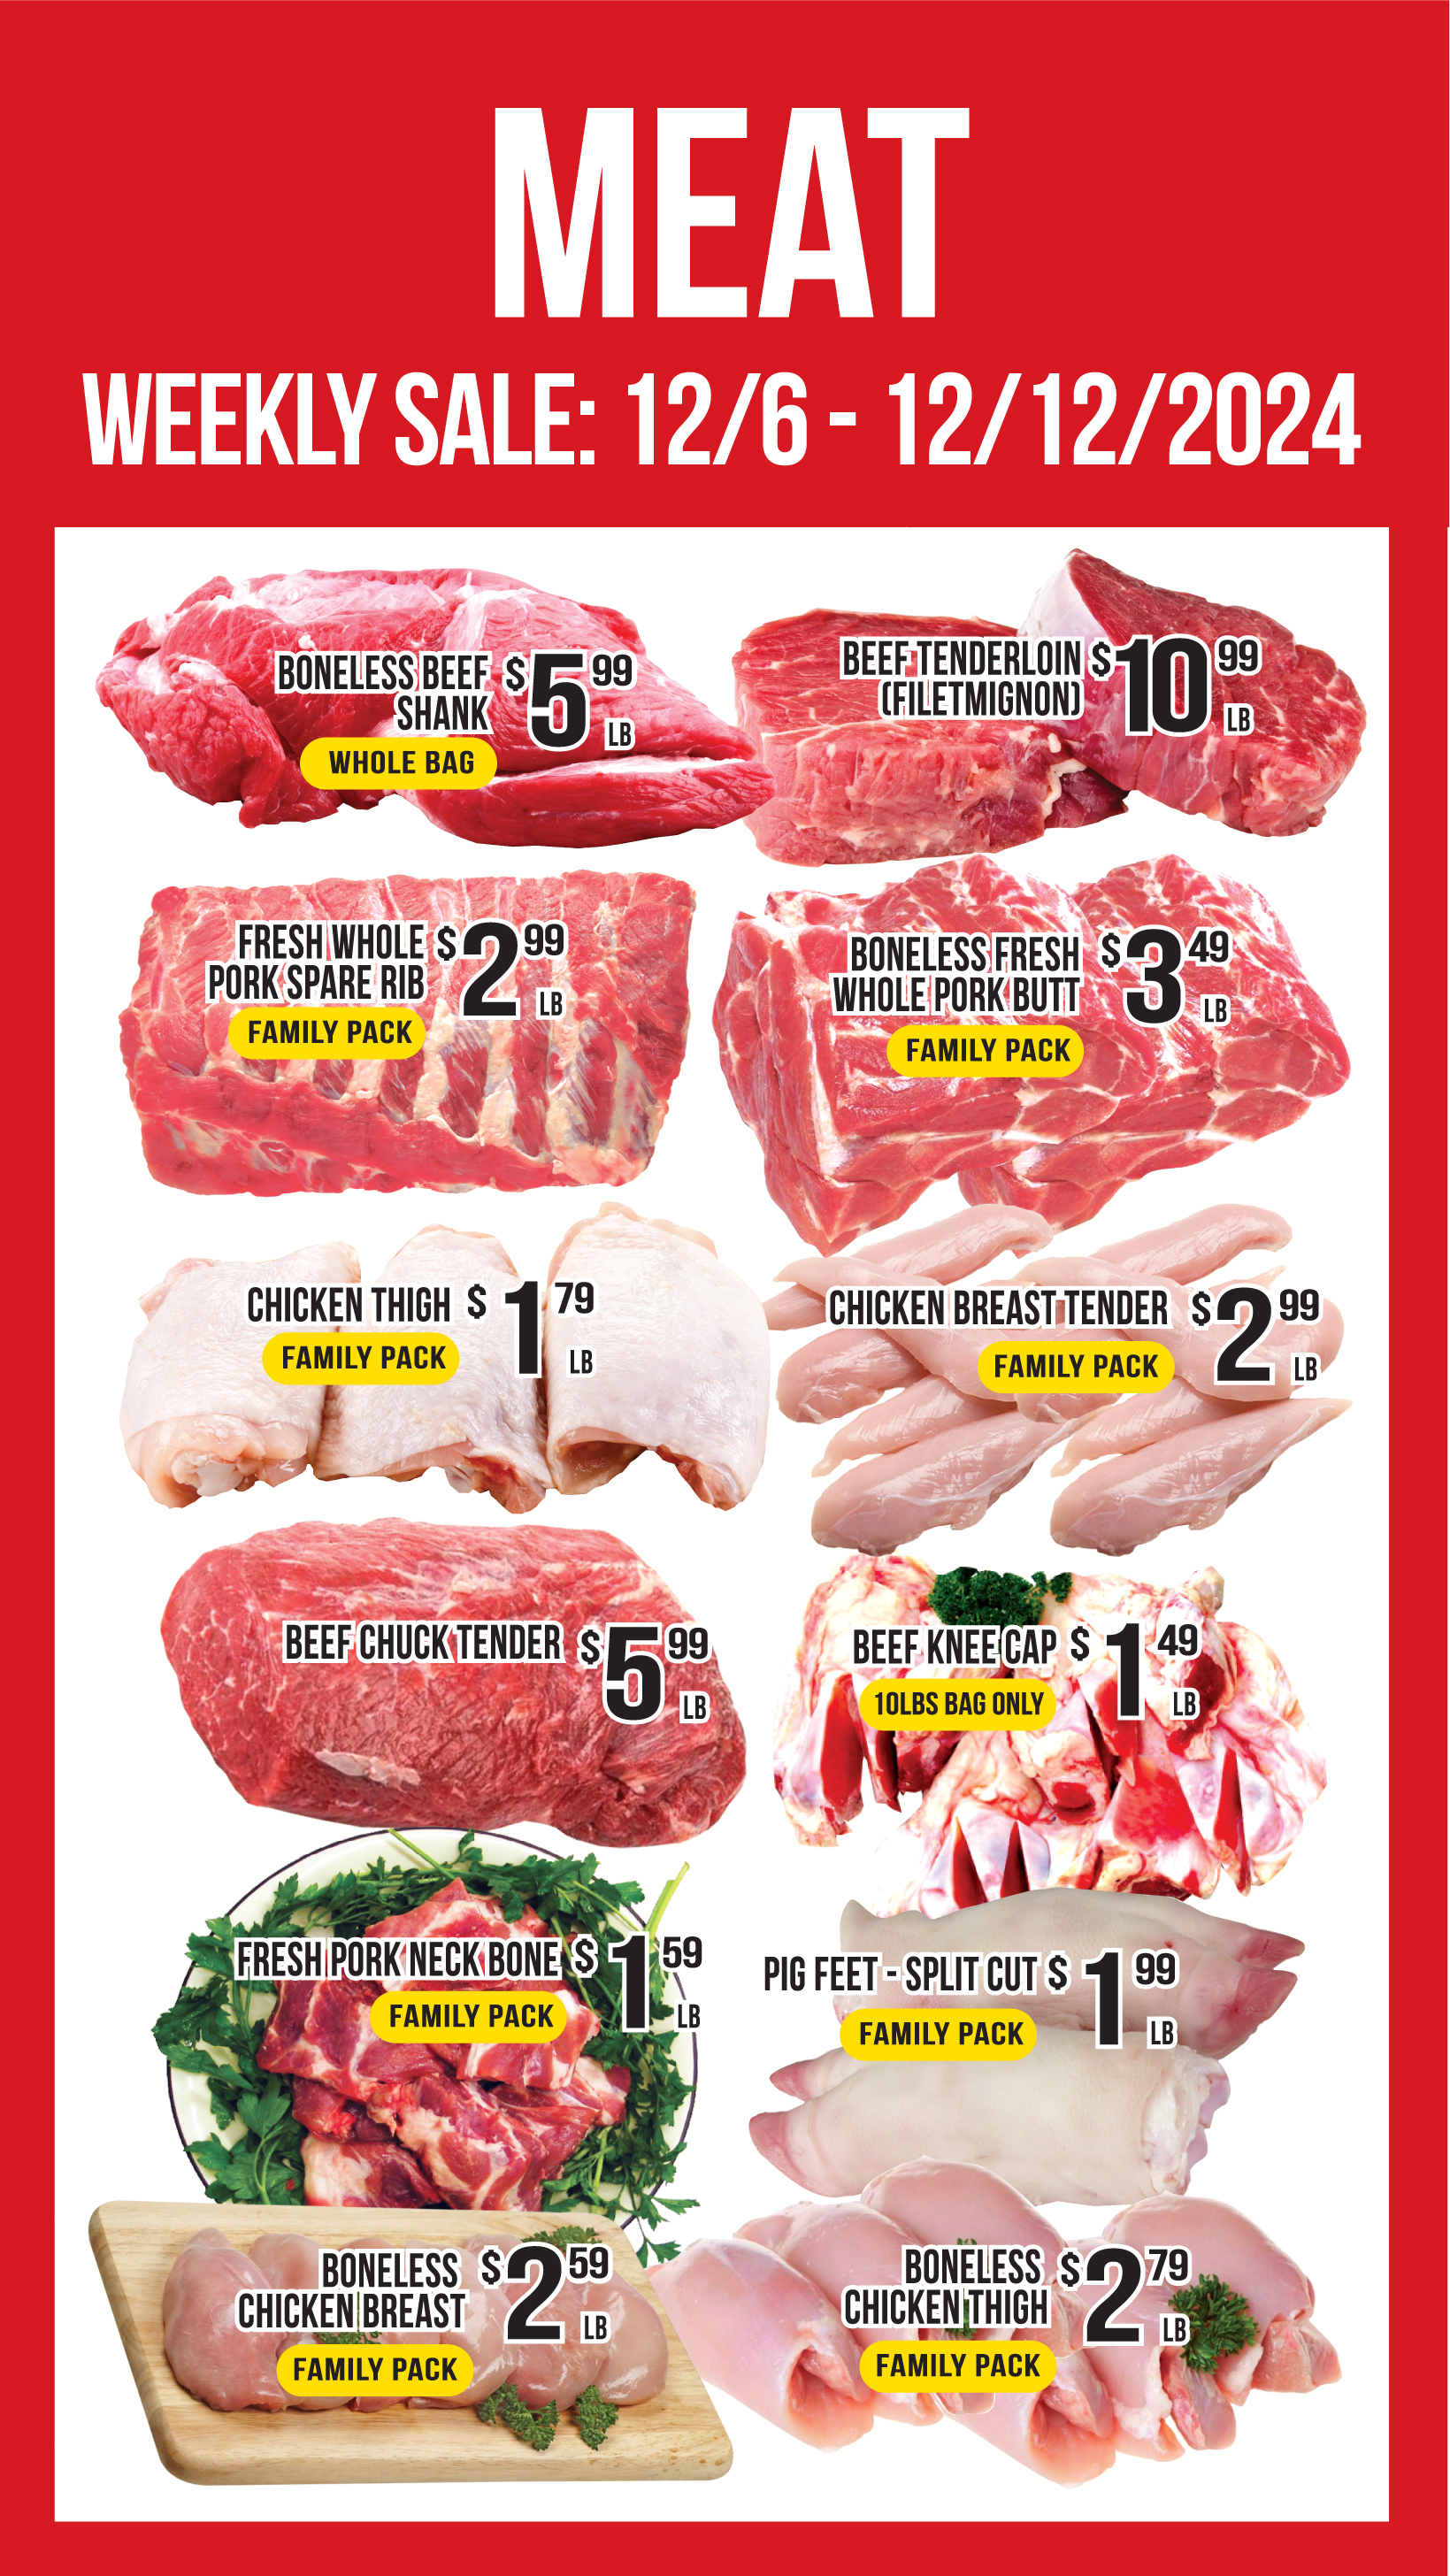 MEAT
WEEKLY SALE: 12/6 - 12/12/2024
BONELESS BEEF
SHANK
$5 99
LB
WHOLE BAG
BEEF TENDERLOIN
(FILETMIGNON)
$10 99
LB
FRESH WHOLE
PORK SPARE RIB
$2 99
LB
FAMILY PACK
BONELESS FRESH
WHOLE PORK BUTT
$3 49
LB
FAMILY PACK
CHICKEN THIGH
$1 79
LB
FAMILY PACK
CHICKEN BREAST TENDER
$2 99
LB
FAMILY PACK
BEEF CHUCK TENDER
$5 99
LB
BEEF KNEE CAP
$1 49
LB
10LBS BAG ONLY
FRESH PORK NECK BONE
$1 59
LB
FAMILY PACK
PIG FEET - SPLIT CUT
$1 99
LB
FAMILY PACK
BONELESS
CHICKEN BREAST
$2 59
LB
FAMILY PACK
BONELESS
CHICKEN THIGH
$2 79
LB
FAMILY PACK